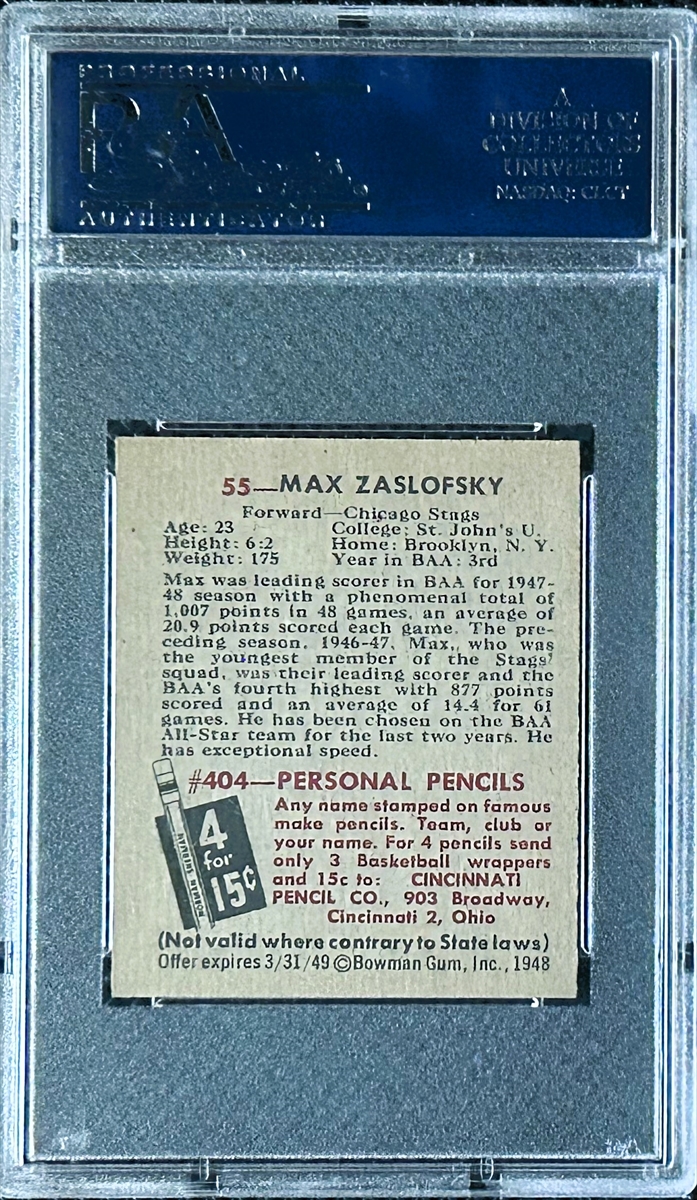 PROFESSIONAL
PSA
AUTHENTICATOR
A
DIVISION OF
COLLECTORS
UNIVERSE
NASDAQ: CLCT
55—MAX ZASLOFSKY
Forward—Chicago Stags
Age: 23 College: St. John's U.
Height: 6:2 Home: Brooklyn, N. Y.
Weight: 175 Year in BAA: 3rd
Max was leading scorer in BAA for 1947-
48 season with a phenomenal total of
1,007 points in 48 games, an average of
20.9 points scored each game. The pre-
ceding season, 1946-47, Max, who was
the youngest member of the Stags'
squad, was their leading scorer and the
BAA's fourth highest with 877 points
scored and an average of 14.4 for 61
games. He has been chosen on the BAA
All-Star team for the last two years. He
has exceptional speed.
#404—PERSONAL PENCILS
4
for
15¢
Any name stamped on famous
make pencils. Team, club or
your name. For 4 pencils send
only 3 Basketball wrappers
and 15c to: CINCINNATI
PENCIL CO., 903 Broadway,
Cincinnati 2, Ohio
(Not valid where contrary to State laws)
Offer expires 3/31/49 ©Bowman Gum, Inc., 1948